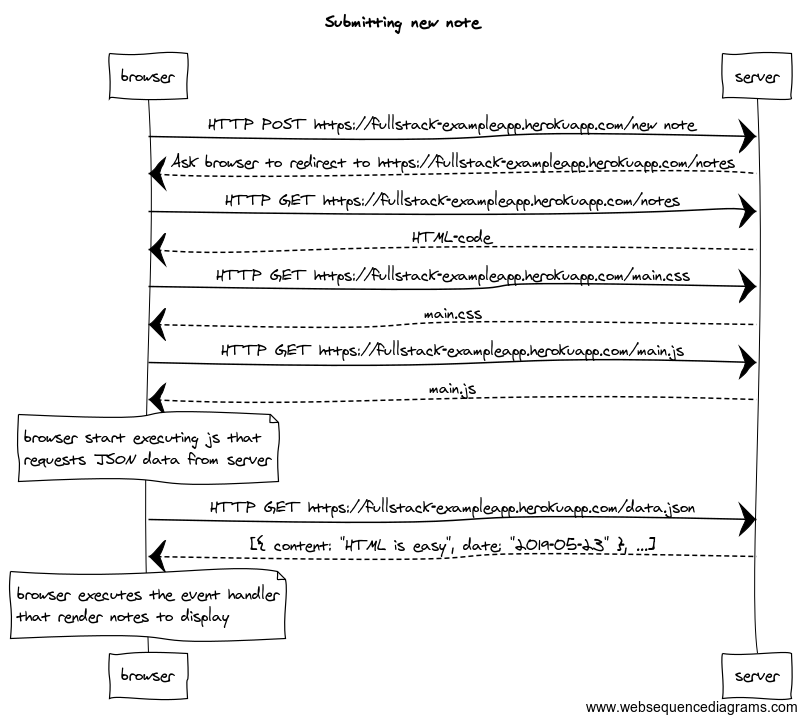 Submitting new note
browser
server
HTTP POST https://fullstack-exampleapp.herokuapp.com/new note
Ask browser to redirect to https://fullstack-exampleapp.herokuapp.com/notes
HTTP GET https://fullstack-exampleapp.herokuapp.com/notes
HTML-code
HTTP GET https://fullstack-exampleapp.herokuapp.com/main.css
main.css
HTTP GET https://fullstack-exampleapp.herokuapp.com/main.js
main.js
browser start executing js that
requests JSON data from server
HTTP GET https://fullstack-exampleapp.herokuapp.com/data.json
[{ content: "HTML is easy", date: "2019-05-23" }, ...]
browser executes the event handler
that render notes to display
browser
server
www.websequencediagrams.com